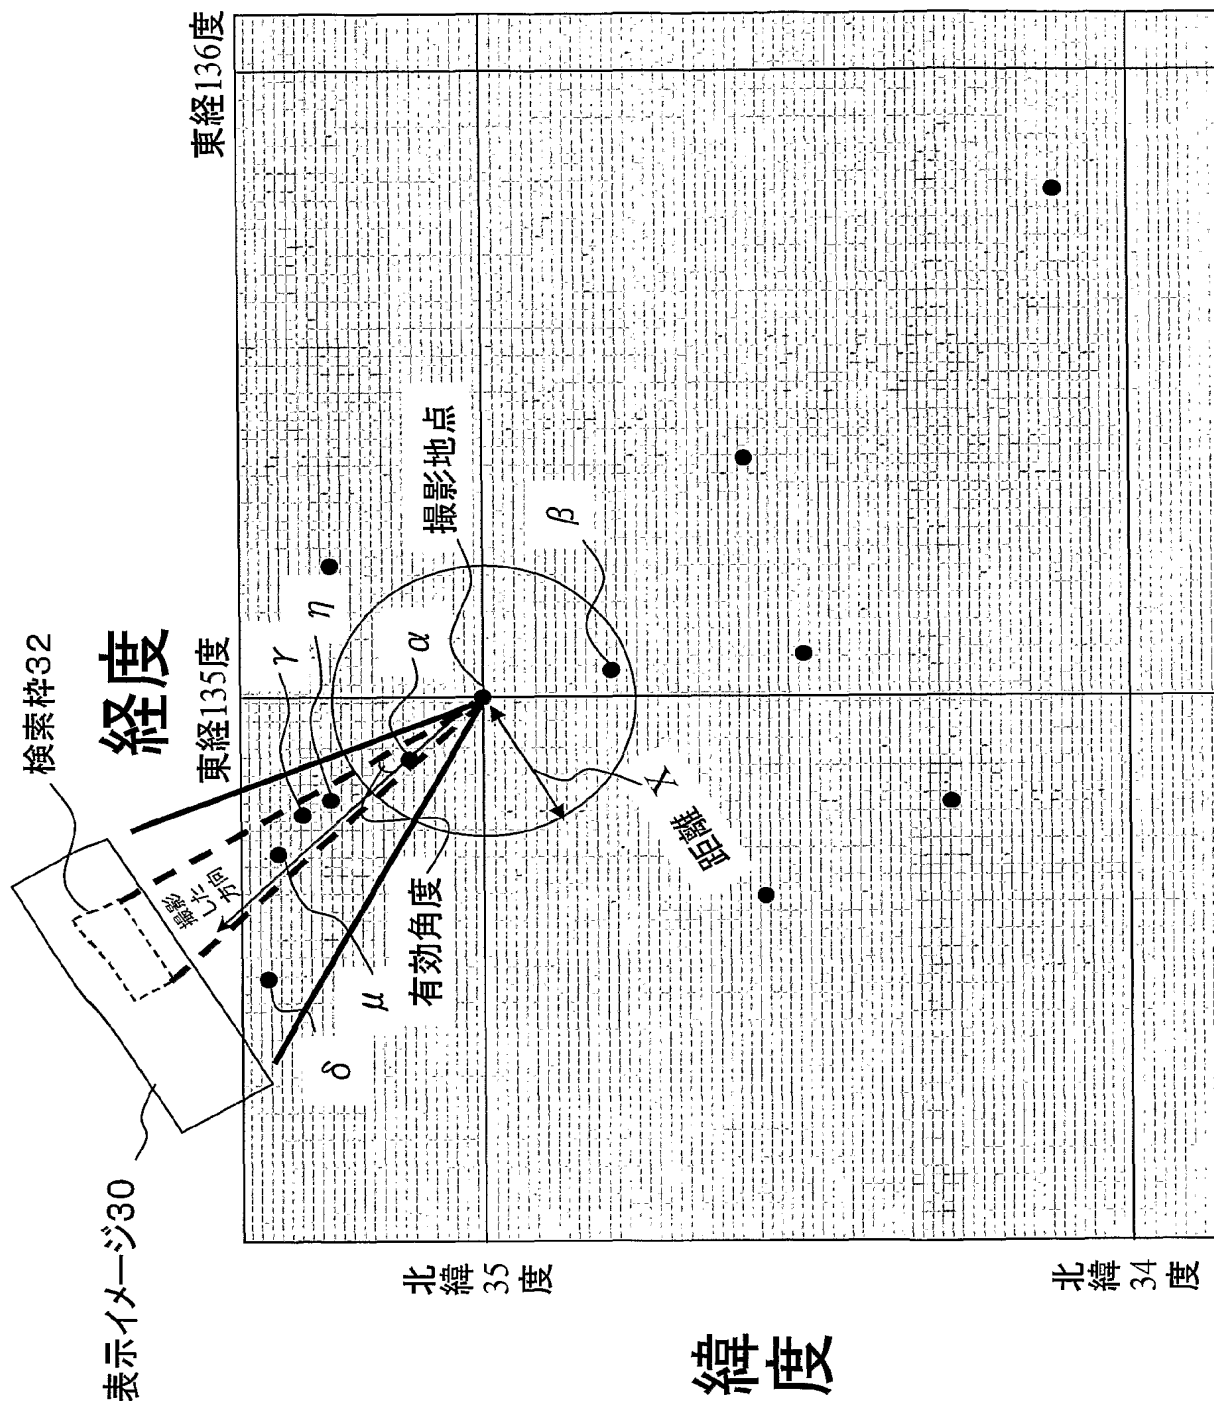 経度
東経135度
東経136度
検索枠32
表示イメージ30
撮影
した
方向
γ
η
α
撮影地点
β
δ
μ
有効角度
距離X
緯度
北緯35度
北緯34度